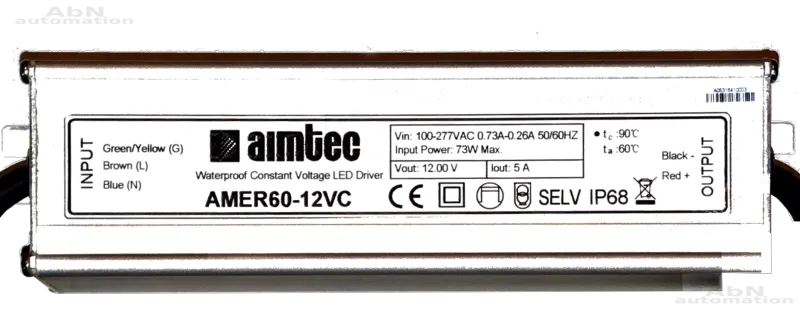 AbN
automation
A08316410003
INPUT
Green/Yellow (G)
Brown (L)
Blue (N)
aimtec
Waterproof Constant Voltage LED Driver
AMER60-12VC
Vin: 100-277VAC 0.73A-0.26A 50/60HZ
Input Power: 73W Max.
Vout: 12.00 V
Iout: 5 A
tc :90℃
ta :60℃
CE
SELV IP68
Black -
Red +
OUTPUT
AbN
automation